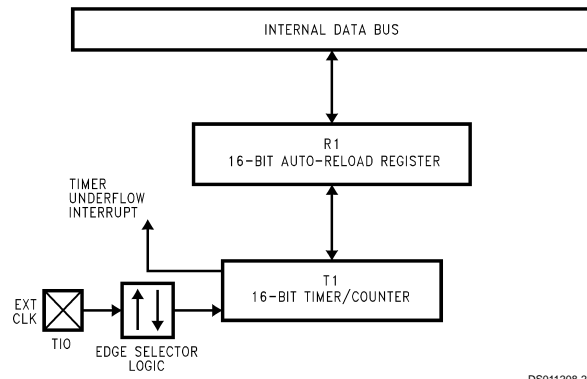 INTERNAL DATA BUS
R1
16-BIT AUTO-RELOAD REGISTER
TIMER
UNDERFLOW
INTERRUPT
T1
16-BIT TIMER/COUNTER
EXT
CLK
TIO
EDGE SELECTOR
LOGIC